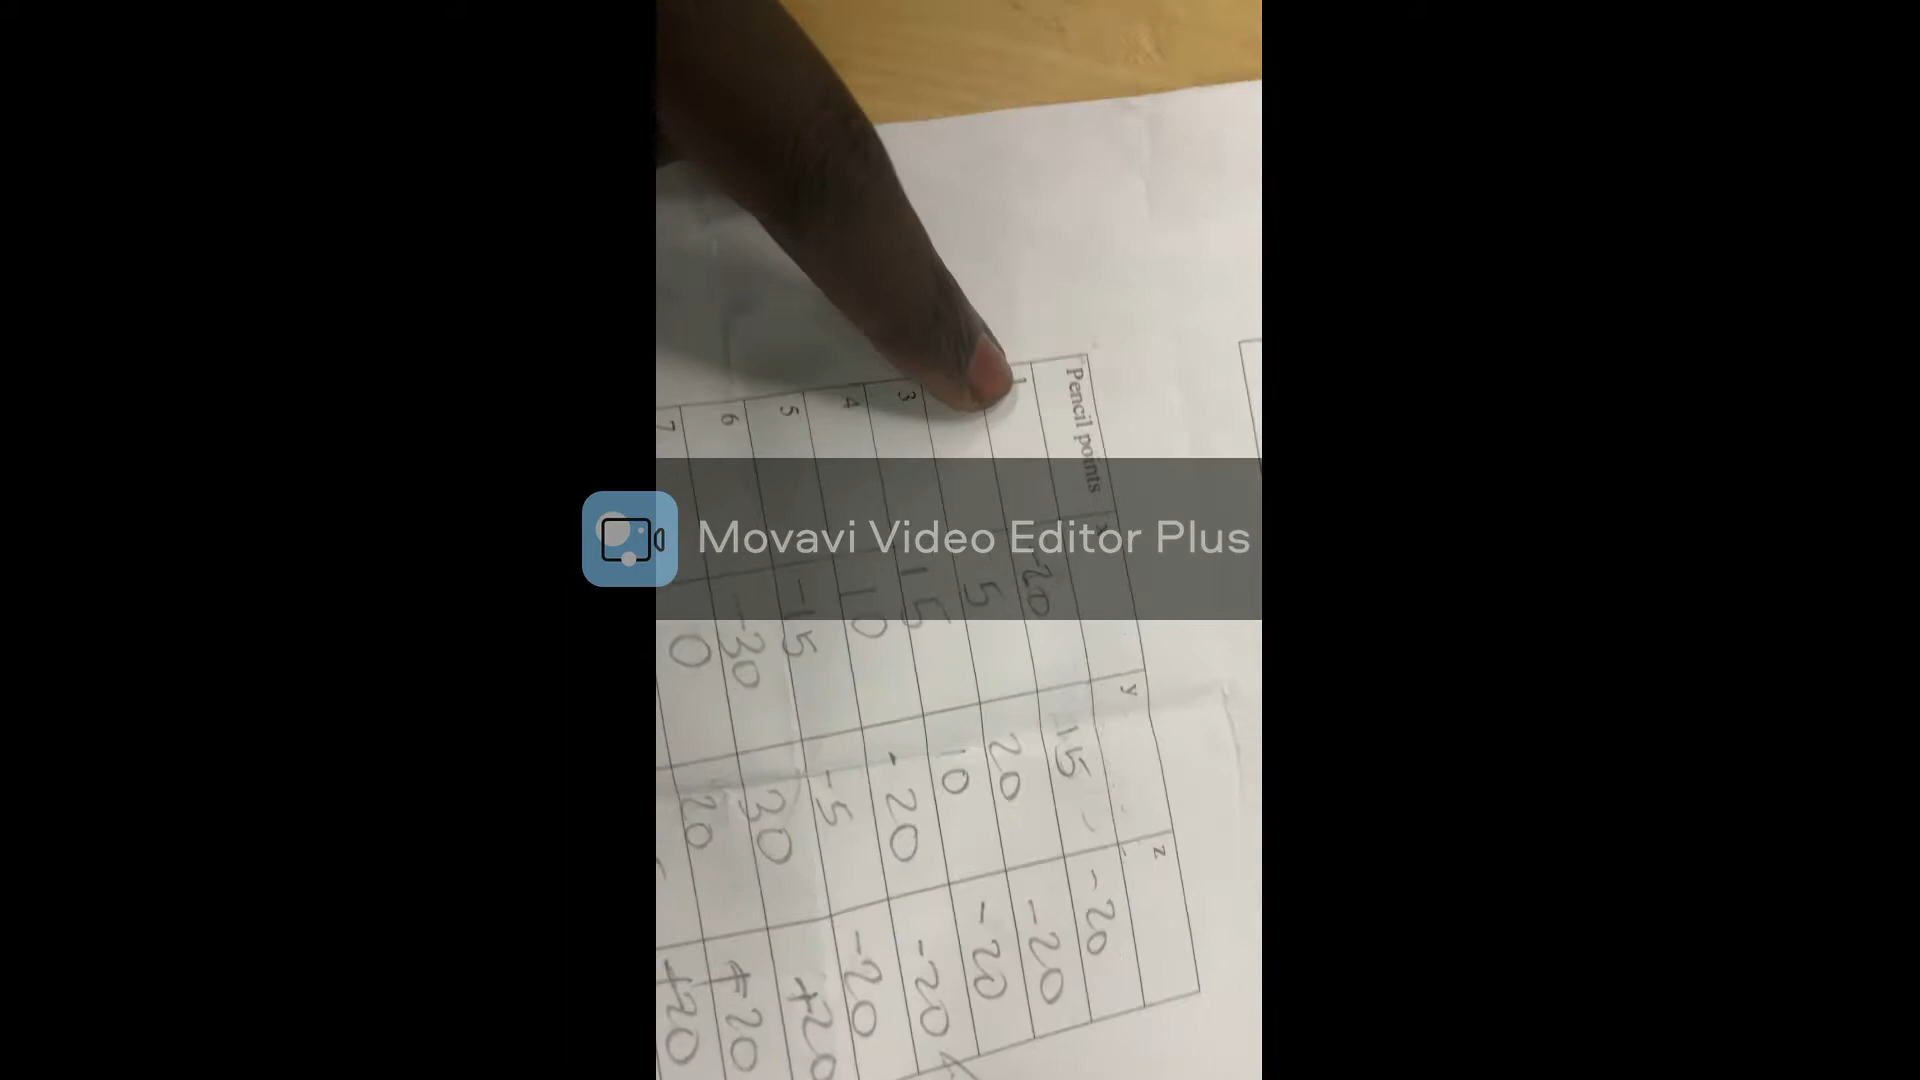 Pencil points x y z
1 -20 15 -20
5 20 -20
3 15 10 -20
4 10 -20 -20
5 -15 -5 -20
6 -30 30 +20
7 0 20 +20
+20
Movavi Video Editor Plus